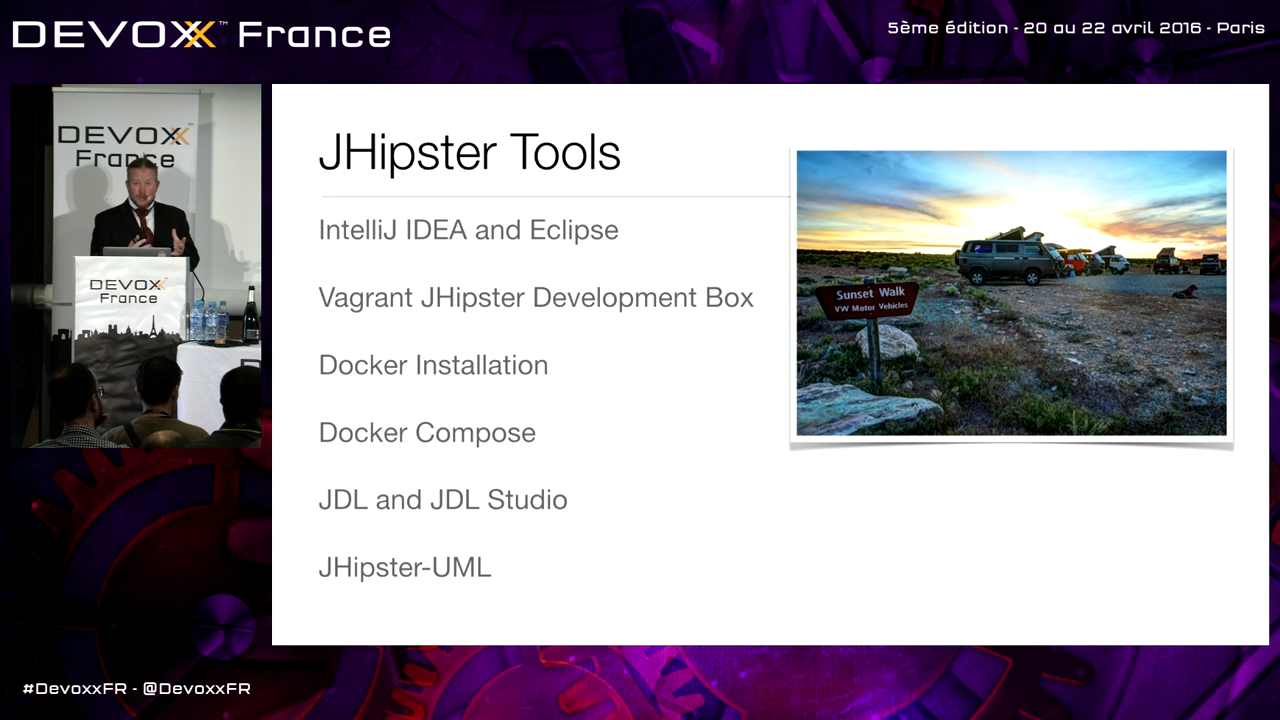 DEVOXX™ France
5ème édition - 20 au 22 avril 2016 - Paris
DEVOXX™
France
DEVOXX
France
JHipster Tools
IntelliJ IDEA and Eclipse
Vagrant JHipster Development Box
Docker Installation
Docker Compose
JDL and JDL Studio
JHipster-UML
Sunset Walk
VW Motor Vehicles
#DevoxxFR - @DevoxxFR